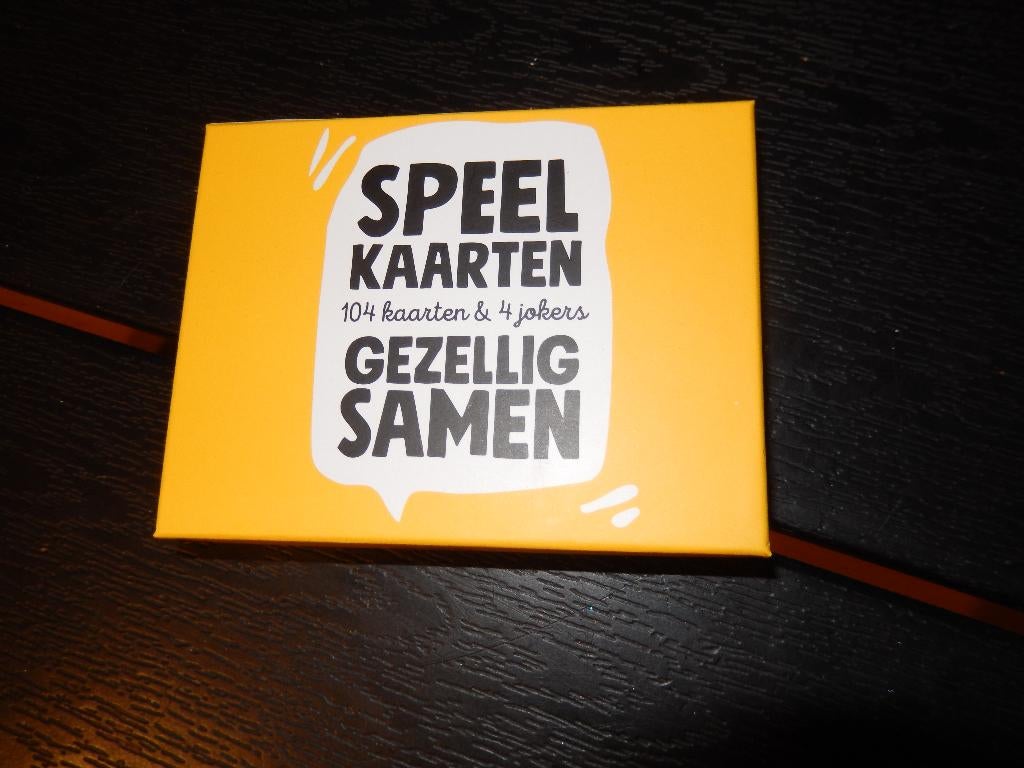 SPEEL
KAARTEN
104 kaarten & 4 jokers
GEZELLIG
SAMEN